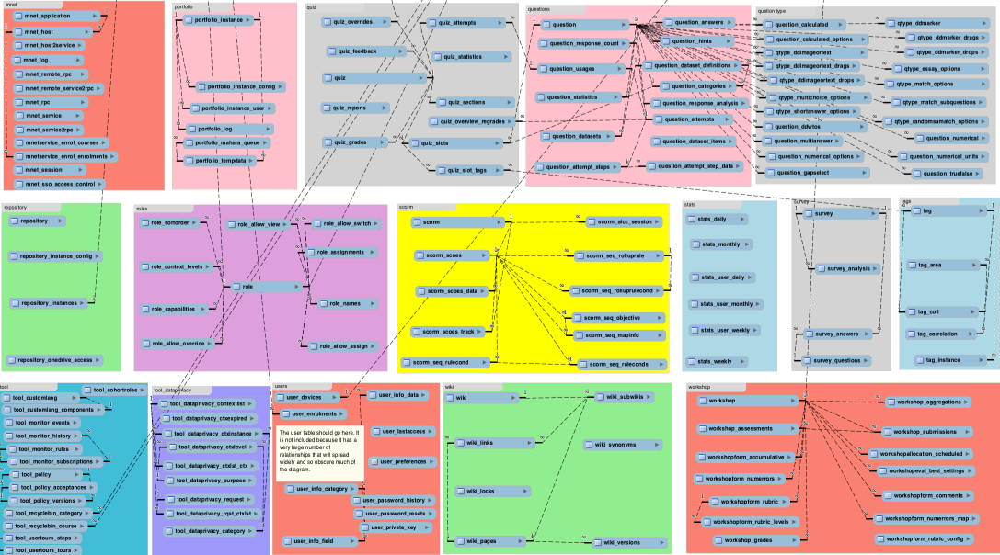 mnet
mnet_application
mnet_host
mnet_host2service
mnet_log
mnet_remote_rpc
mnet_remote_service2rpc
mnet_rpc
mnet_service
mnet_service2rpc
mnetservice_enrol_courses
mnetservice_enrol_enrolments
mnet_session
mnet_sso_access_control
portfolio
portfolio_instance
portfolio_instance_config
portfolio_instance_user
portfolio_log
portfolio_mahara_queue
portfolio_tempdata
quiz
quiz_overrides
quiz_attempts
quiz_feedback
quiz_statistics
quiz
quiz_sections
quiz_reports
quiz_overview_regrades
quiz_grades
quiz_slots
quiz_slot_tags
questions
question
question_answers
question_response_count
question_hints
question_usages
question_dataset_definitions
question_categories
question_statistics
question_response_analysis
question_attempts
question_datasets
question_dataset_items
question_attempt_steps
question_attempt_step_data
question type
question_calculated
qtype_ddmarker
question_calculated_options
qtype_ddmarker_drags
qtype_ddimageortext
qtype_ddmarker_drops
qtype_ddimageortext_drags
qtype_essay_options
qtype_ddimageortext_drops
qtype_match_options
qtype_multichoice_options
qtype_match_subquestions
qtype_shortanswer_options
qtype_randomsamatch_options
question_ddwtos
question_multianswer
question_numerical
question_numerical_options
question_numerical_units
question_gapselect
question_truefalse
repository
repository
repository_instance_config
repository_instances
repository_onedrive_access
roles
role_sortorder
role_allow_view
role_allow_switch
role_assignments
role_context_levels
role
role_capabilities
role_names
role_allow_override
role_allow_assign
scorm
scorm
scorm_aicc_session
scorm_scoes
scorm_seq_rolluprule
scorm_scoes_data
scorm_seq_rolluprulecond
scorm_seq_objective
scorm_scoes_track
scorm_seq_mapinfo
scorm_seq_rulecond
scorm_seq_ruleconds
stats
stats_daily
stats_monthly
stats_user_daily
stats_user_monthly
stats_user_weekly
stats_weekly
survey
survey
survey_analysis
survey_answers
survey_questions
tags
tag
tag_area
tag_coll
tag_correlation
tag_instance
tool
tool_cohortroles
tool_customlang
tool_customlang_components
tool_monitor_events
tool_monitor_history
tool_monitor_rules
tool_monitor_subscriptions
tool_policy
tool_policy_acceptances
tool_policy_versions
tool_recyclebin_category
tool_recyclebin_course
tool_usertours_steps
tool_usertours_tours
tool_dataprivacy
tool_dataprivacy_contextlist
tool_dataprivacy_ctxexpired
tool_dataprivacy_ctxinstance
tool_dataprivacy_ctxlevel
tool_dataprivacy_ctxlst_ctx
tool_dataprivacy_purpose
tool_dataprivacy_request
tool_dataprivacy_rqst_ctxlst
tool_dataprivacy_category
users
user_devices
user_info_data
user_enrolments
The user table should go here. It
is not included because it has a
very large number of
relationships that will spread
widely and so obscure much of
the diagram.
user_lastaccess
user_preferences
user_info_category
user_password_history
user_password_resets
user_private_key
user_info_field
wiki
wiki
wiki_subwikis
wiki_links
wiki_synonyms
wiki_locks
wiki_pages
wiki_versions
workshop
workshop
workshop_aggregations
workshop_assessments
workshop_submissions
workshopform_accumulative
workshopallocation_scheduled
workshopform_numerrors
workshopeval_best_settings
workshopform_rubric
workshopform_comments
workshopform_rubric_levels
workshopform_numerrors_map
workshop_grades
workshopform_rubric_config